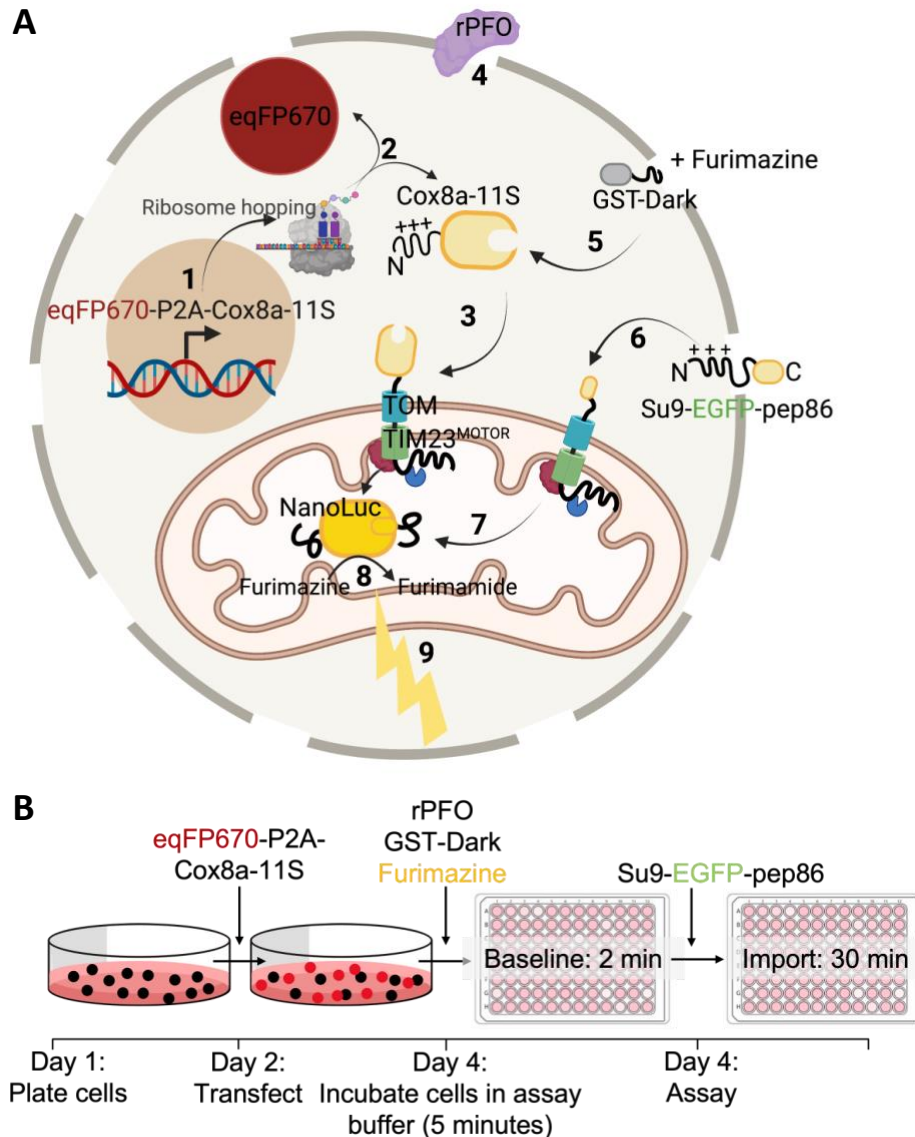 A
rPFO
4
eqFP670
2
+ Furimazine
GST-Dark
Cox8a-11S
+++
N
Ribosome hopping
5
1
eqFP670-P2A-Cox8a-11S
3
6
+ + +
N C
Su9-EGFP-pep86
TOM
TIM23MOTOR
NanoLuc
7
8
Furimazine Furimamide
9
B
eqFP670-P2A-
Cox8a-11S
rPFO
GST-Dark
Furimazine
Su9-EGFP-pep86
Baseline: 2 min
Import: 30 min
Day 1:
Plate cells
Day 2:
Transfect
Day 4:
Incubate cells in assay
buffer (5 minutes)
Day 4:
Assay